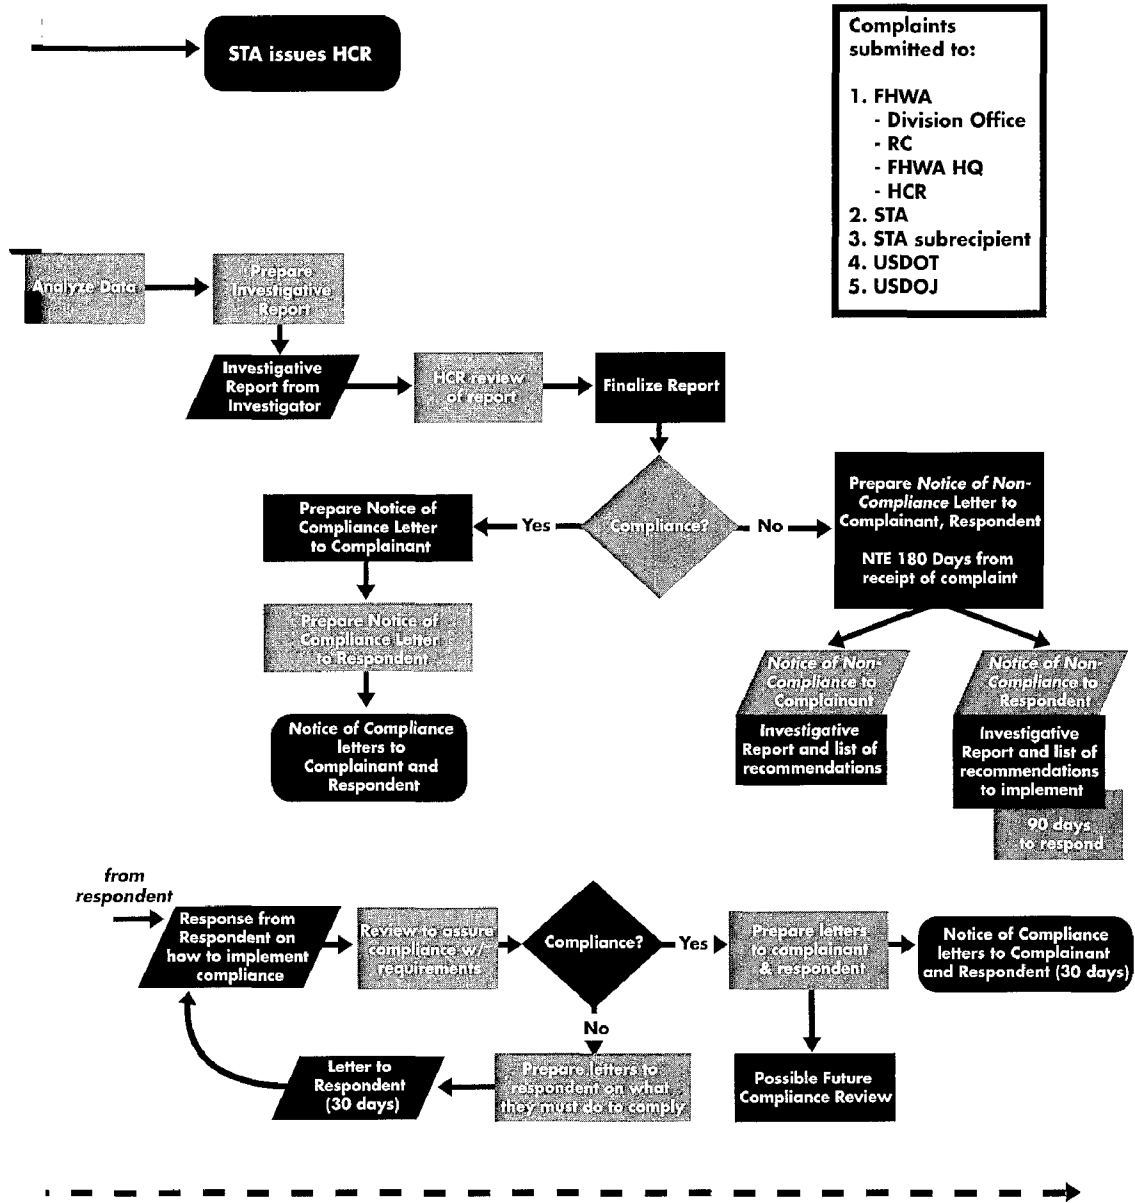 STA issues HCR
Complaints
submitted to:
1. FHWA
- Division Office
- RC
- FHWA HQ
- HCR
2. STA
3. STA subrecipient
4. USDOT
5. USDOJ
Analyze Data
Prepare
Investigative
Report
Investigative
Report from
Investigator
HCR review
of report
Finalize Report
Compliance?
Yes
No
Prepare Notice of
Compliance Letter
to Complainant
Prepare Notice of Non-
Compliance Letter to
Complainant, Respondent
NTE 180 Days from
receipt of complaint
Prepare Notice of
Compliance Letter
to Respondent
Notice of Compliance
letters to
Complainant and
Respondent
Notice of Non-
Compliance to
Complainant
Investigative
Report and list of
recommendations
Notice of Non-
Compliance to
Respondent
Investigative
Report and list of
recommendations
to implement
90 days
to respond
from
respondent
Response from
Respondent on
how to implement
compliance
Review to assure
compliance w/
requirements
Compliance?
Yes
Prepare letters
to complainant
& respondent
Notice of Compliance
letters to Complainant
and Respondent (30 days)
No
Letter to
Respondent
(30 days)
Prepare letters to
respondent on what
they must do to comply
Possible Future
Compliance Review